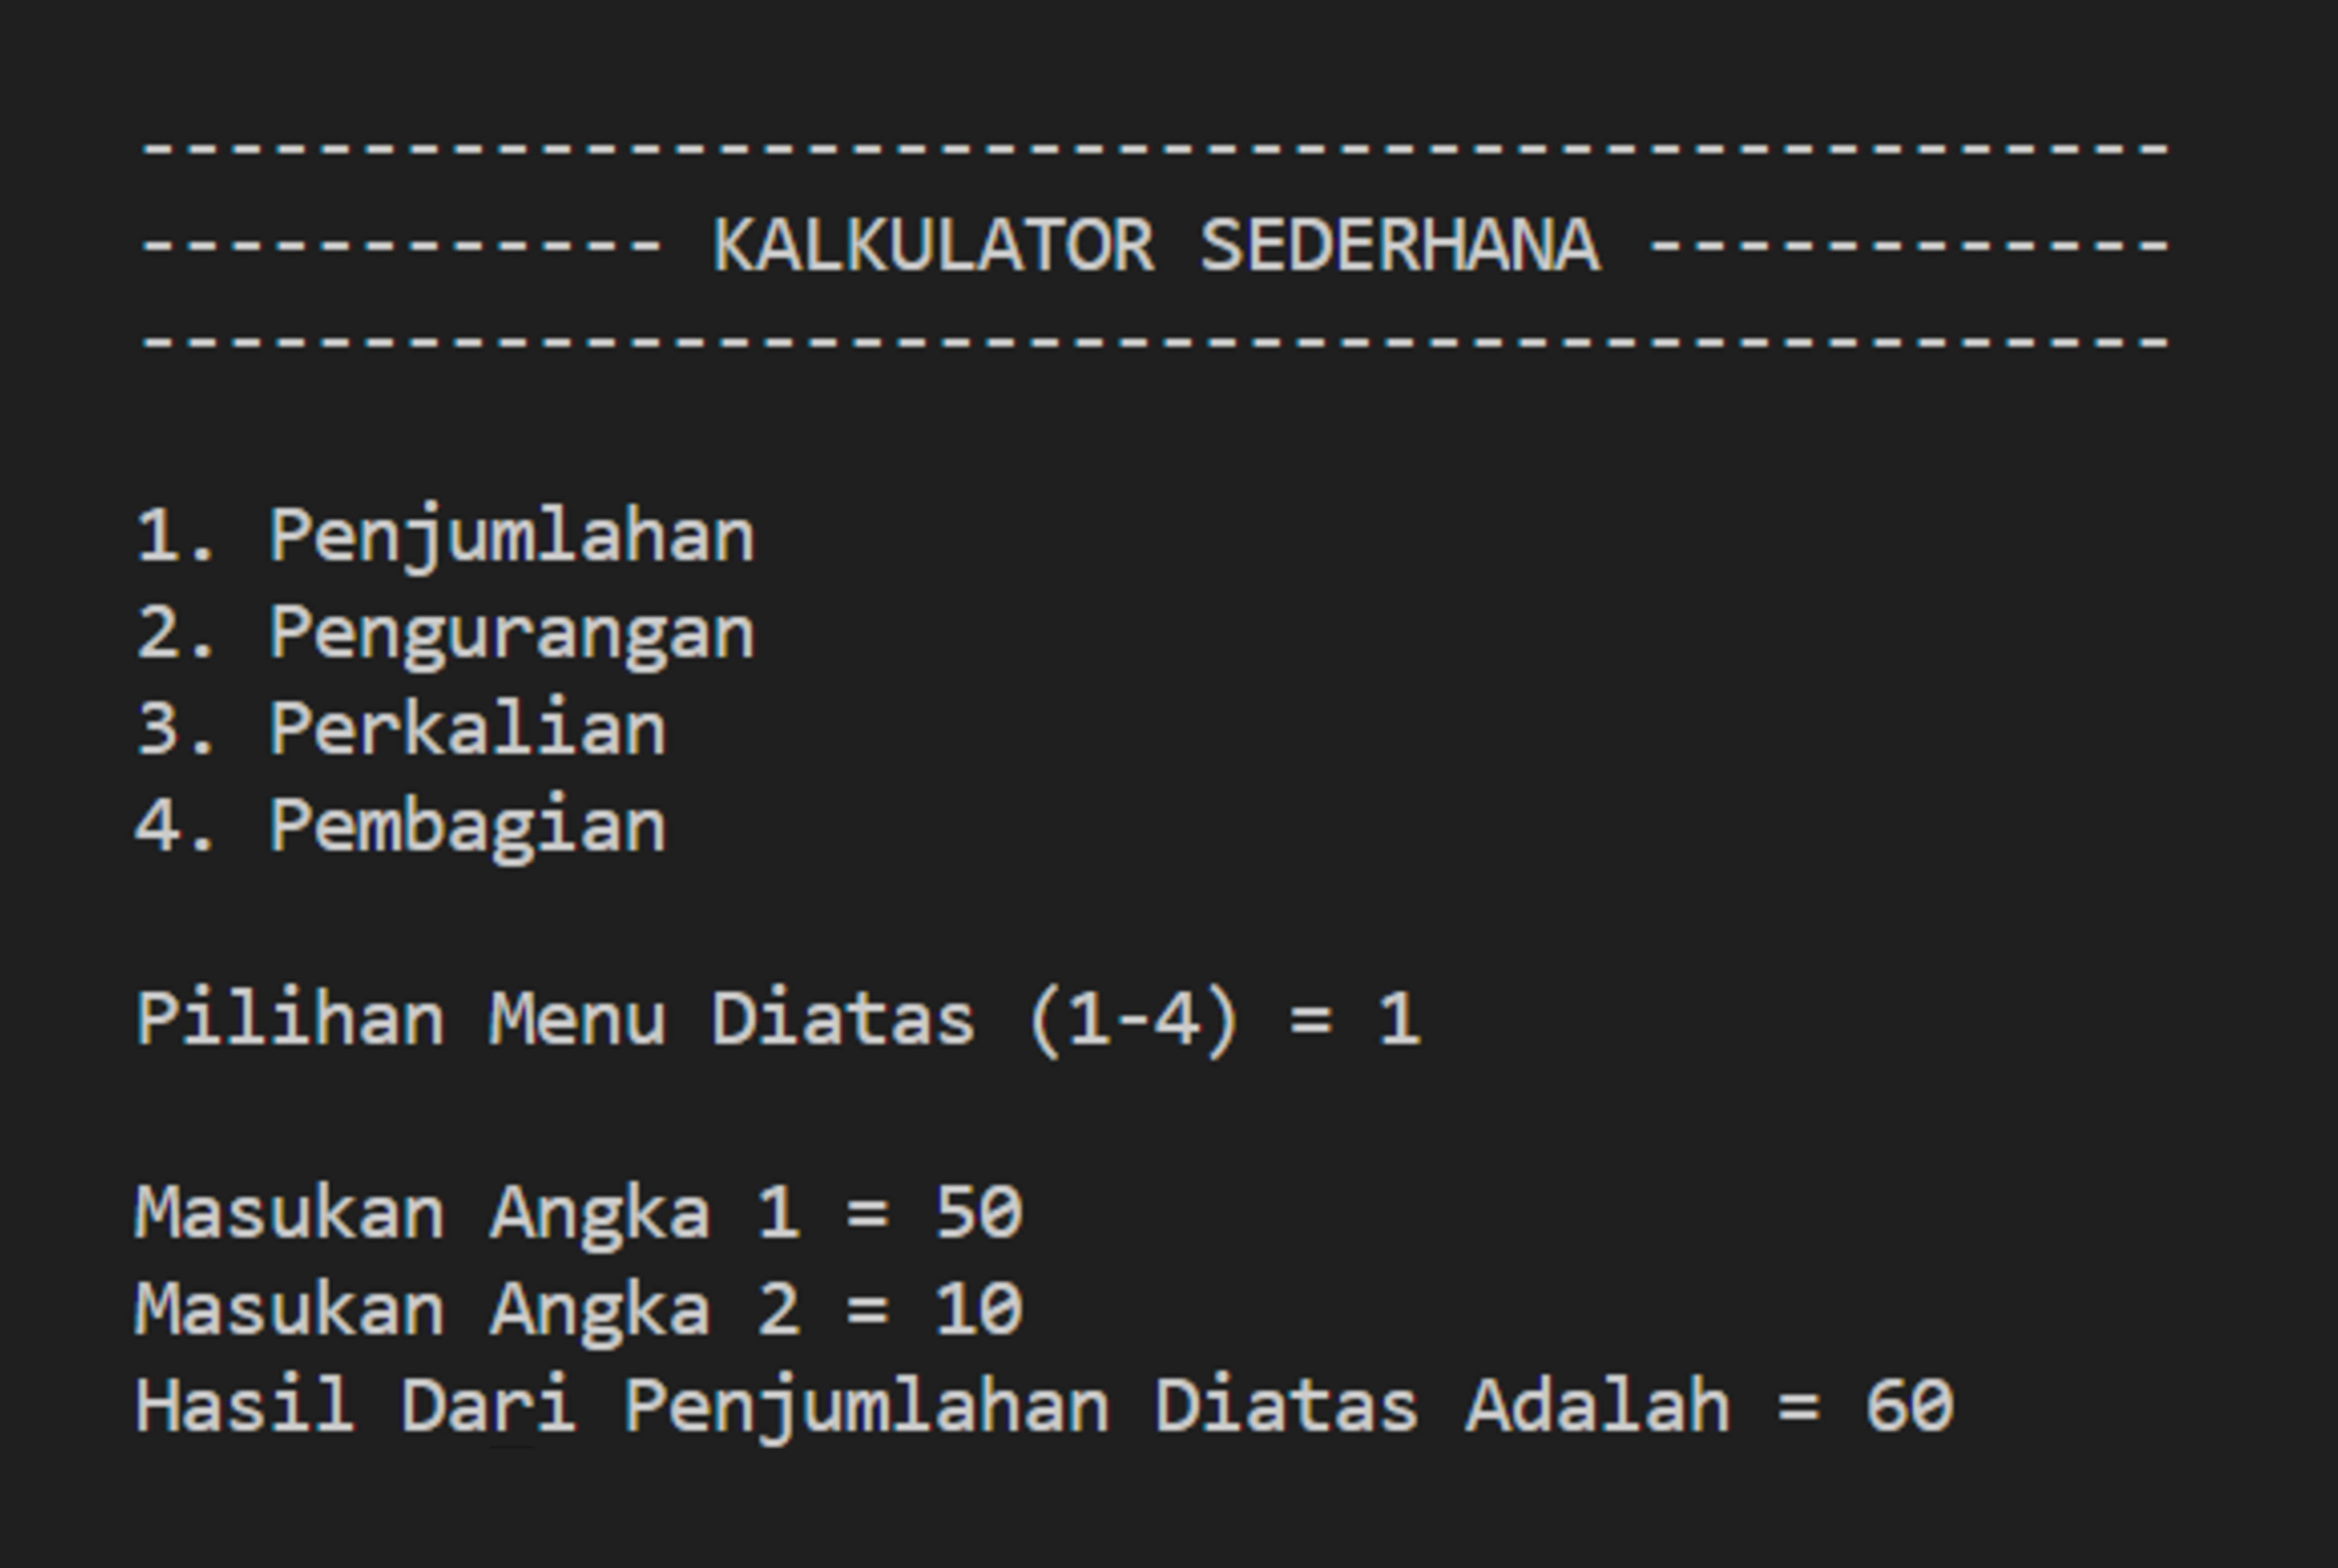 ----------------------------------------------
------------ KALKULATOR SEDERHANA ------------
----------------------------------------------
1. Penjumlahan
2. Pengurangan
3. Perkalian
4. Pembagian
Pilihan Menu Diatas (1-4) = 1
Masukan Angka 1 = 50
Masukan Angka 2 = 10
Hasil Dari Penjumlahan Diatas Adalah = 60